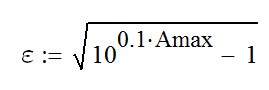 ε := √(10^(0.1·Amax) − 1)